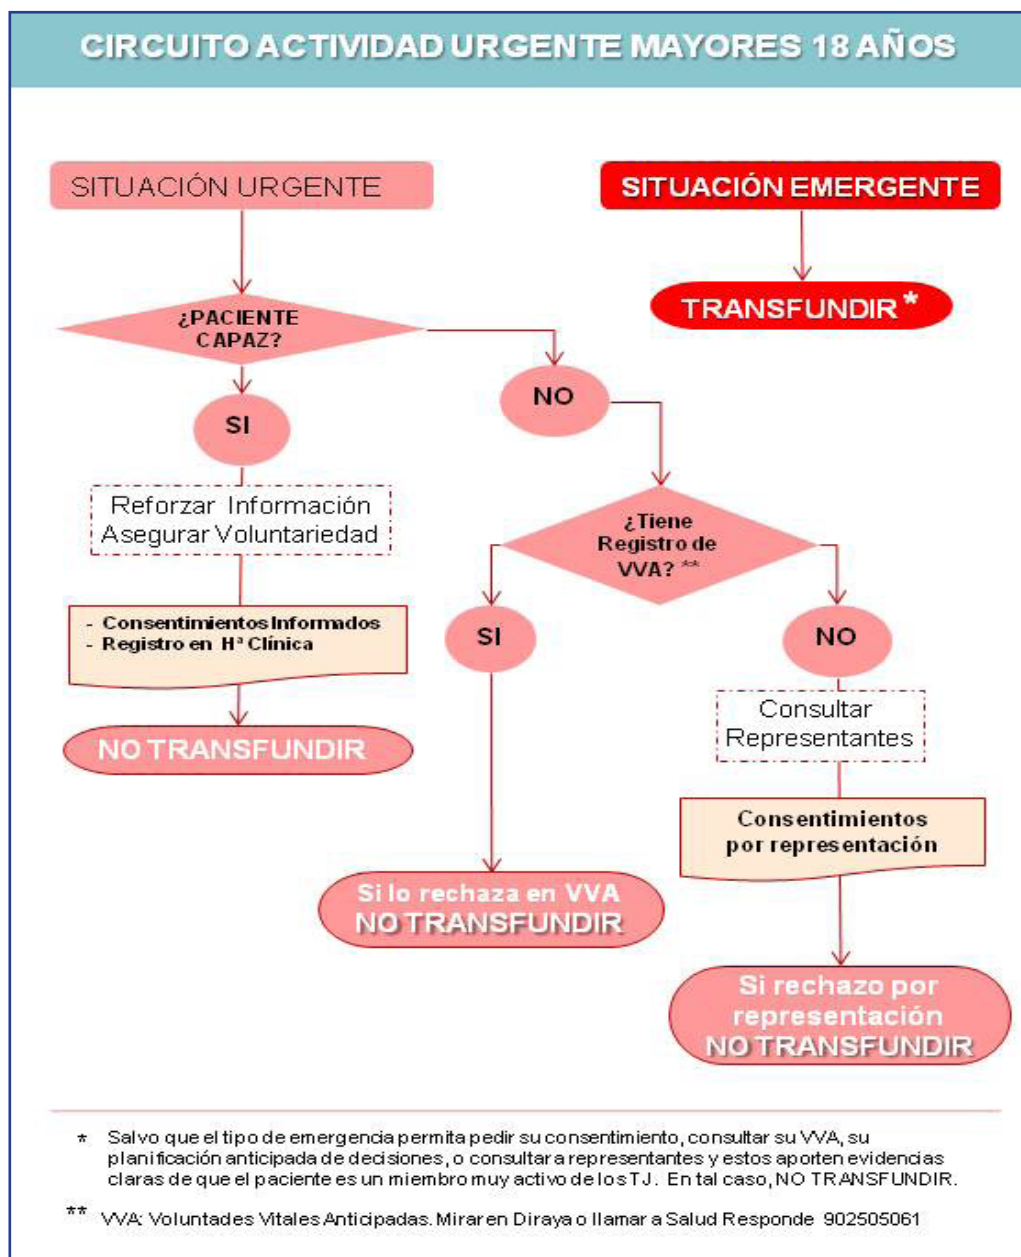 CIRCUITO ACTIVIDAD URGENTE MAYORES 18 AÑOS
SITUACIÓN URGENTE
SITUACIÓN EMERGENTE
TRANSFUNDIR*
¿PACIENTE
CAPAZ?
SI
NO
Reforzar Información
Asegurar Voluntariedad
¿Tiene
Registro de
VVA? **
- Consentimientos Informados
- Registro en Hª Clínica
SI
NO
NO TRANSFUNDIR
Consultar
Representantes
Consentimientos
por representación
Si lo rechaza en VVA
NO TRANSFUNDIR
Si rechazo por
representación
NO TRANSFUNDIR
* Salvo que el tipo de emergencia permita pedir su consentimiento, consultar su VVA, su
planificación anticipada de decisiones, o consultar a representantes y estos aporten evidencias
claras de que el paciente es un miembro muy activo de los TJ. En tal caso, NO TRANSFUNDIR.
** VVA: Voluntades Vitales Anticipadas. Mirar en Diraya o llamar a Salud Responde 902505061